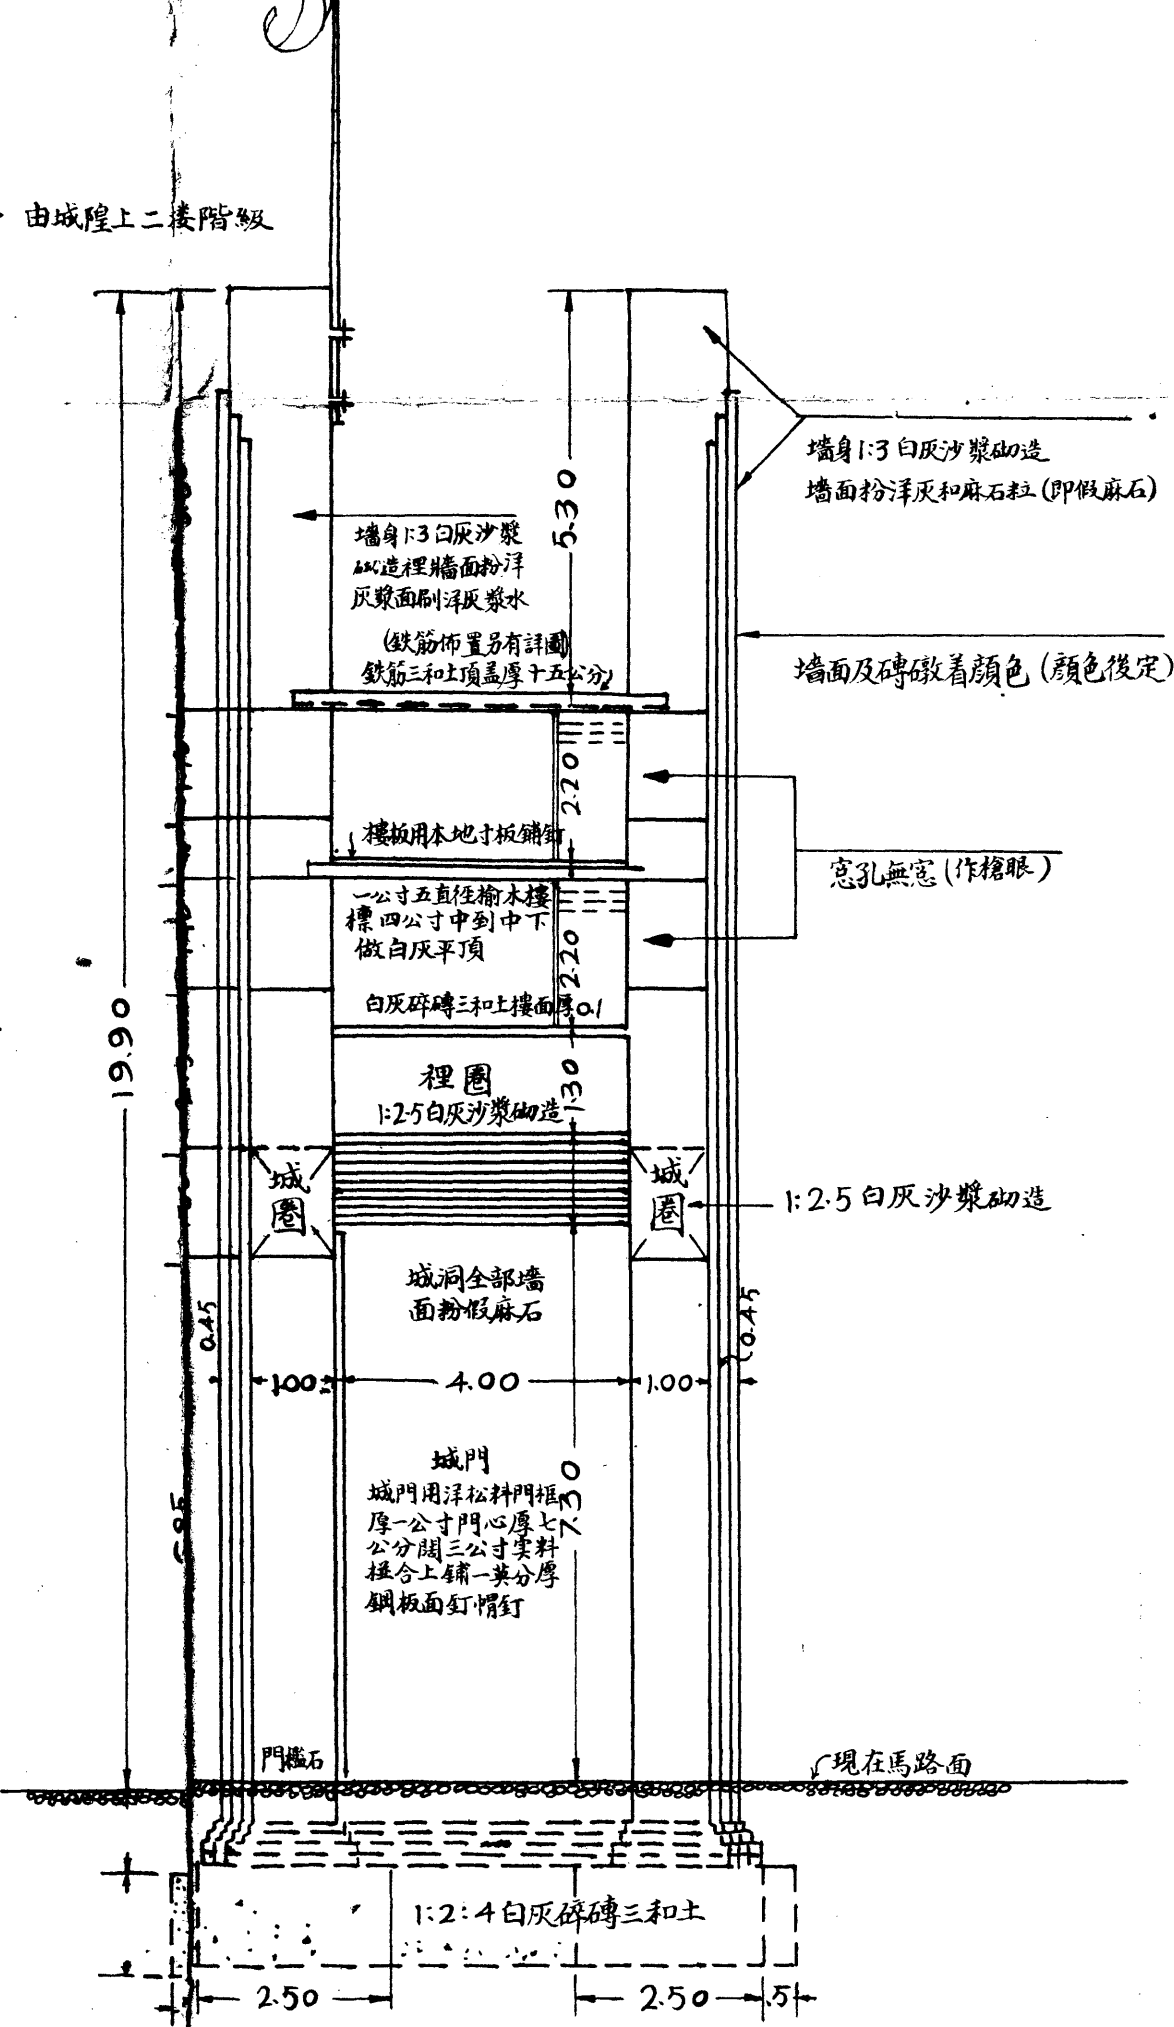 由城隍上二楼階級
墙身1:3白灰沙漿砌造
墙面粉洋灰和麻石粒(即假麻石)
5.30
墻身1:3白灰沙漿
砌造裡牆面粉洋
灰漿面刷洋灰漿水
(鉄筋佈置另有詳圖)
鉄筋三和土頂盖厚十五公分
墙面及磚礅着顏色(顏色後定)
2.20
樓板用本地寸板鋪釘
窓孔無窓(作槍眼)
一公寸五直徑榆木樓
標四公寸中到中下
做白灰平頂
2.20
白灰碎磚三和土樓面厚0.1
19.90
裡圈
1:2.5白灰沙漿砌造
1.30
城圈
城圈
1:2.5白灰沙漿砌造
城洞全部墻
面粉假麻石
0.45
0.45
1.00
4.00
1.00
城門
城門用洋松料門框
厚一公寸門心厚七
公分闊三公寸实料
合上鋪一英分厚
鋼板面釘帽釘
7.30
門檻石
現在馬路面
1:2:4白灰碎磚三和土
2.50
2.50
.5